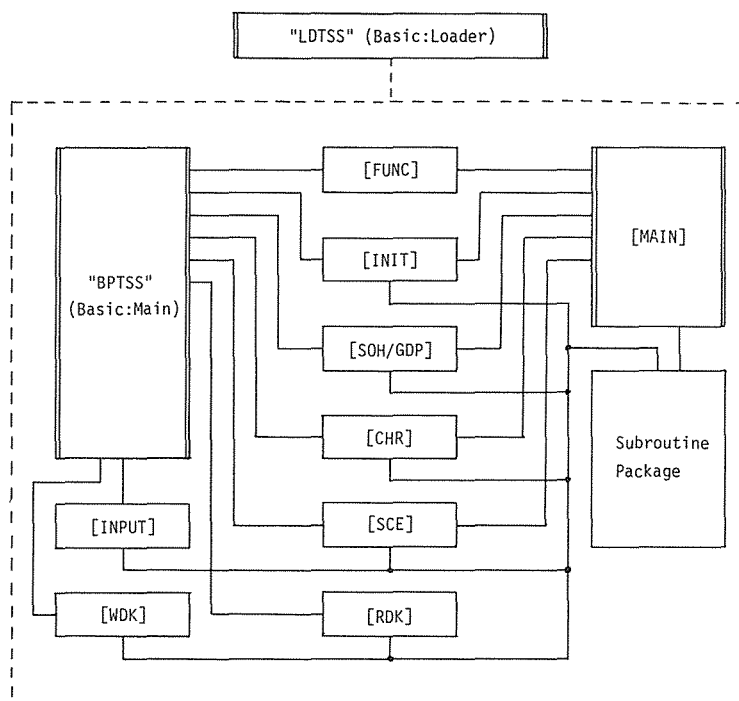 "LDTSS" (Basic:Loader)
[FUNC]
[MAIN]
[INIT]
"BPTSS"
(Basic:Main)
[SOH/GDP]
[CHR]
Subroutine
Package
[INPUT]
[SCE]
[WDK]
[RDK]